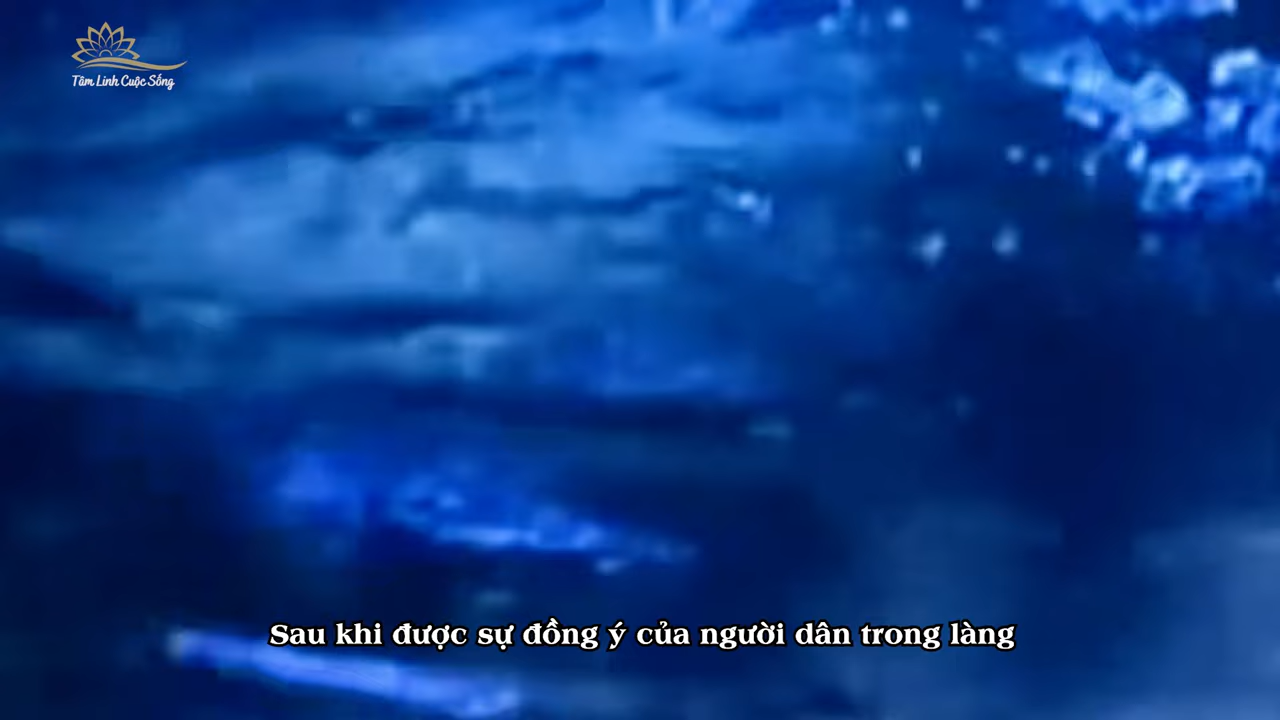 Tâm Linh Cuộc Sống
Sau khi được sự đồng ý của người dân trong làng